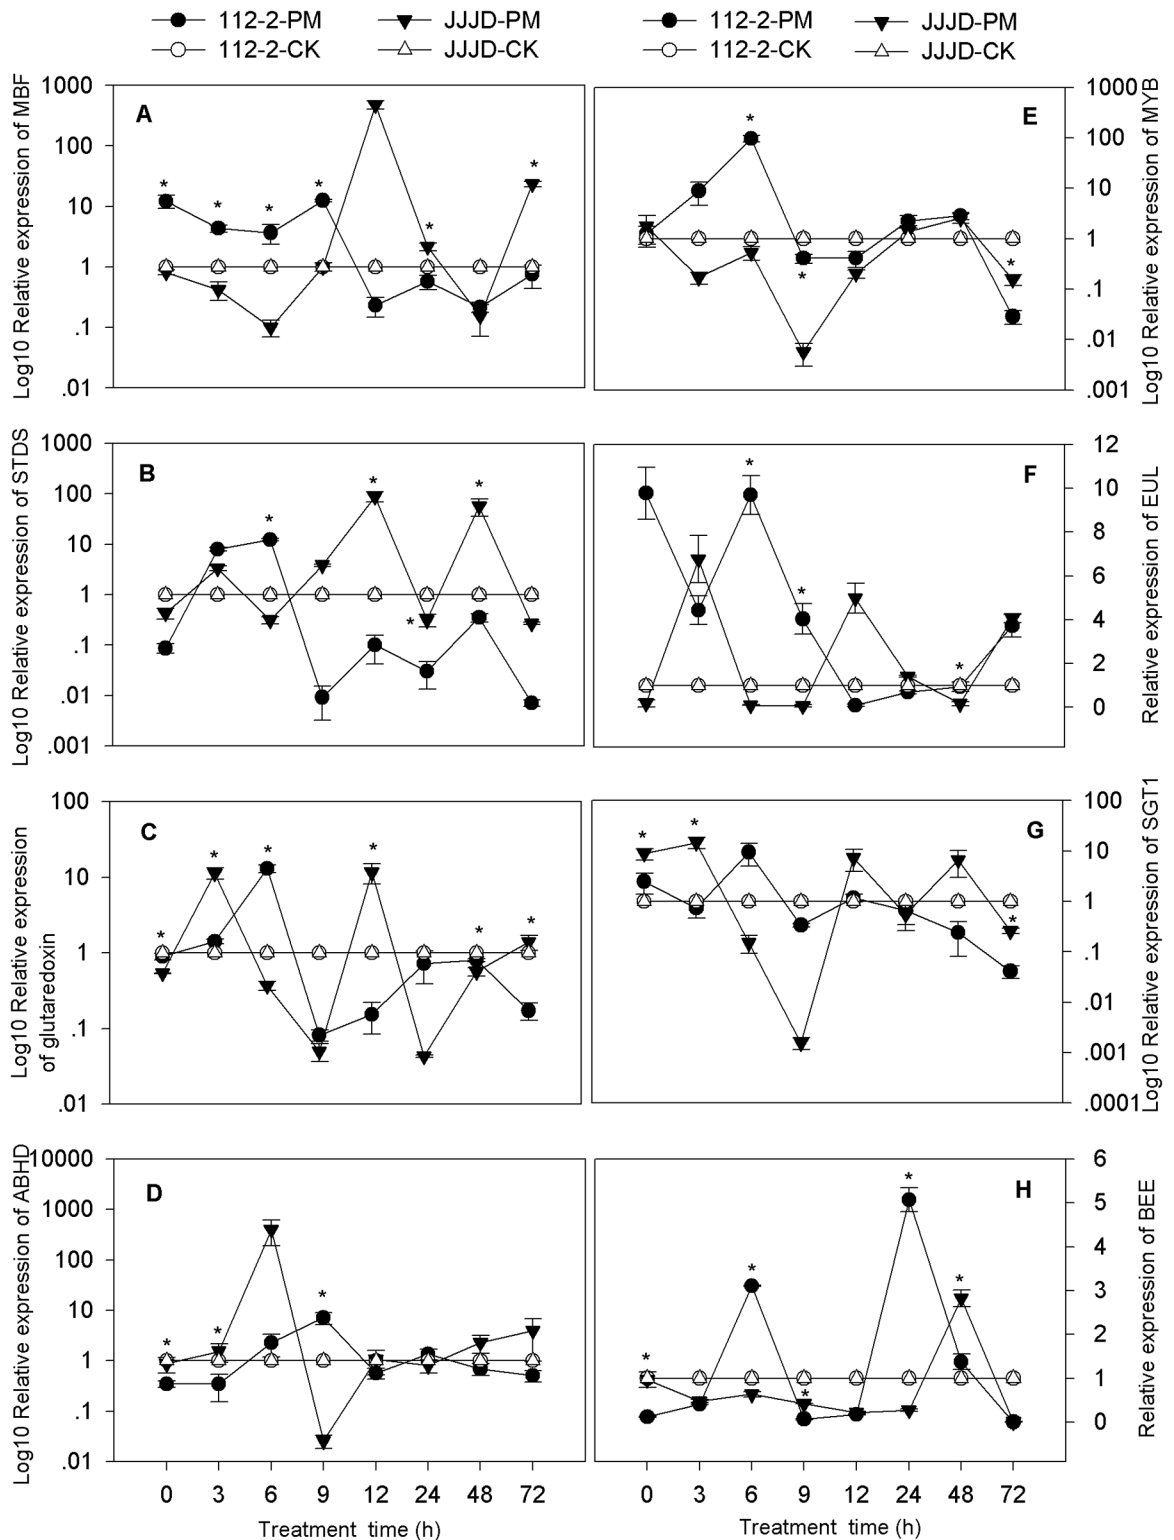 112-2-PM JJJD-PM 112-2-PM JJJD-PM
112-2-CK JJJD-CK 112-2-CK JJJD-CK
Log10 Relative expression of MBF
1000
100
10
1
.1
.01
A
* * * * * *
E
* * *
1000
100
10
1
.1
.01
.001
Log10 Relative expression of MYB
Log10 Relative expression of STDS
1000
100
10
1
.1
.01
.001
B
* * * *
F
* * *
12
10
8
6
4
2
0
Relative expression of EUL
Log10 Relative expression
of glutaredoxin
100
10
1
.1
.01
C
* * * * * *
G
* * *
100
10
1
.1
.01
.001
.0001
Log10 Relative expression of SGT1
Log10 Relative expression of ABHD
10000
1000
100
10
1
.1
.01
D
* * *
H
* * * * *
6
5
4
3
2
1
0
Relative expression of BEE
0 3 6 9 12 24 48 72
Treatment time (h)
0 3 6 9 12 24 48 72
Treatment time (h)